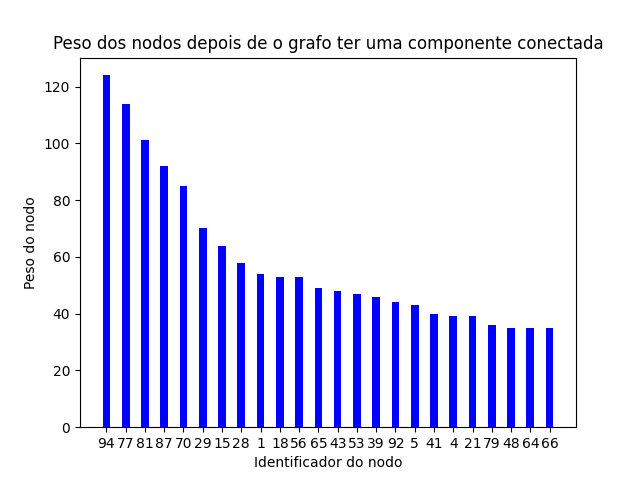 Peso dos nodos depois de o grafo ter uma componente conectada
120
100
80
60
40
20
0
Peso do nodo
94 77 81 87 70 29 15 28 1 18 56 65 43 53 39 92 5 41 4 21 79 48 64 66
Identificador do nodo